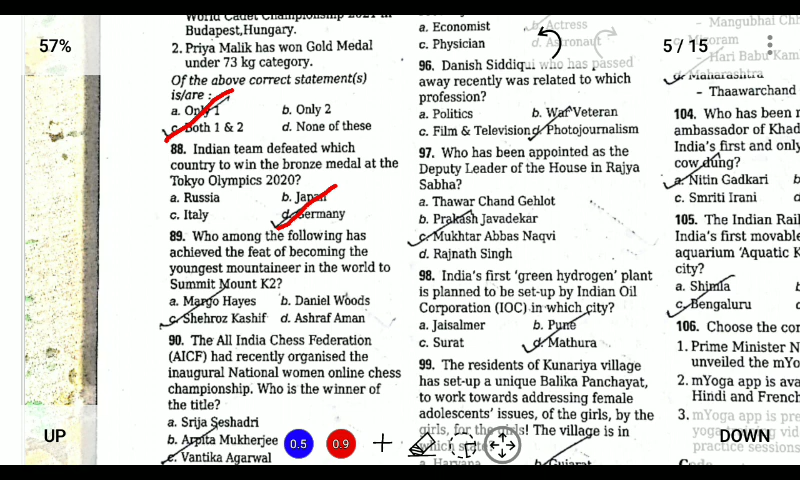 57%
5 / 15
World Cadet Championship 2021 in
Budapest,Hungary.
2. Priya Malik has won Gold Medal
under 73 kg category.
Of the above correct statement(s)
is/are :
a. Only 1 b. Only 2
c. Both 1 & 2 d. None of these
88. Indian team defeated which
country to win the bronze medal at the
Tokyo Olympics 2020?
a. Russia b. Japan
c. Italy d. Germany
89. Who among the following has
achieved the feat of becoming the
youngest mountaineer in the world to
Summit Mount K2?
a. Margo Hayes b. Daniel Woods
c. Shehroz Kashif d. Ashraf Aman
90. The All India Chess Federation
(AICF) had recently organised the
inaugural National women online chess
championship. Who is the winner of
the title?
a. Srija Seshadri
b. Arpita Mukherjee
c. Vantika Agarwal
a. Economist b. Actress
c. Physician d. Astronaut
96. Danish Siddiqui who has passed
away recently was related to which
profession?
a. Politics b. War Veteran
c. Film & Television d. Photojournalism
97. Who has been appointed as the
Deputy Leader of the House in Rajya
Sabha?
a. Thawar Chand Gehlot
b. Prakash Javadekar
c. Mukhtar Abbas Naqvi
d. Rajnath Singh
98. India's first 'green hydrogen' plant
is planned to be set-up by Indian Oil
Corporation (IOC) in which city?
a. Jaisalmer b. Pune
c. Surat d. Mathura
99. The residents of Kunariya village
has set-up a unique Balika Panchayat,
to work towards addressing female
adolescents' issues, of the girls, by the
girls, for the girls! The village is in
which state?
a. Haryana b. Gujarat
- Mangubhai
c. Mizoram
- Hari Babu
d. Maharashtra
- Thaawarchand
104. Who has been
ambassador of
India's first and only
cow dung?
a. Nitin Gadkari
c. Smriti Irani
105. The Indian
India's first
aquarium 'Aquatic
city?
a. Shimla
c. Bengaluru
106. Choose the
1. Prime Minister
unveiled the
2. mYoga app is
Hindi and
3. mYoga app is
yoga
practice sessions
UP
0.5
0.9
DOWN